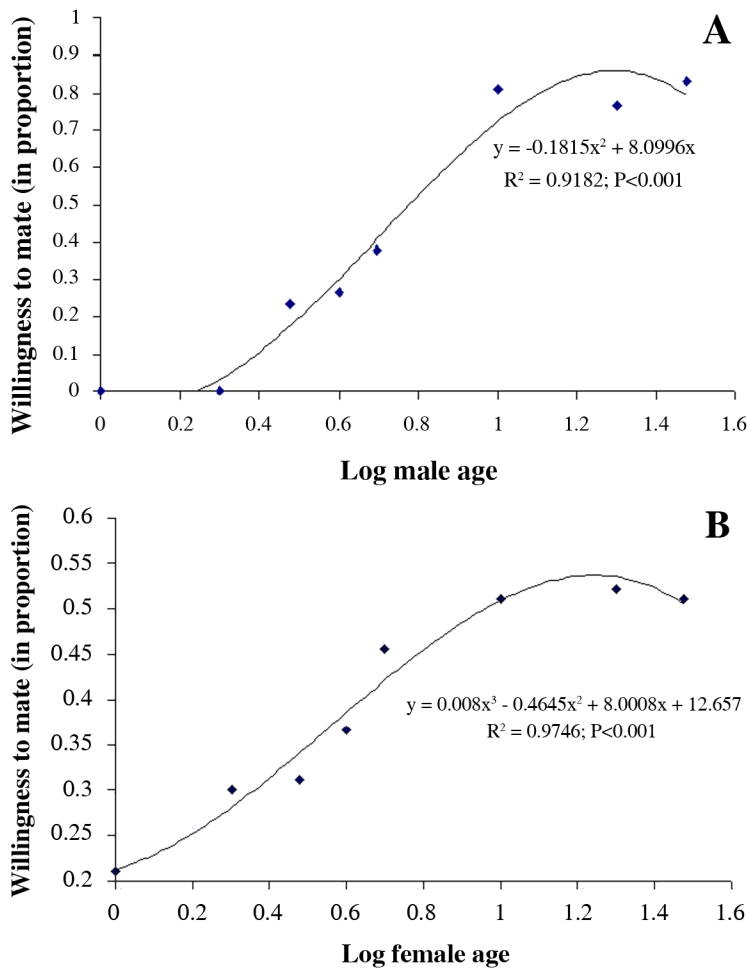 A
Willingness to mate (in proportion)
1
0.9
0.8
0.7
0.6
0.5
0.4
0.3
0.2
0.1
0
y = -0.1815x² + 8.0996x
R² = 0.9182; P<0.001
0 0.2 0.4 0.6 0.8 1 1.2 1.4 1.6
Log male age
B
Willingness to mate (in proportion)
0.6
0.55
0.5
0.45
0.4
0.35
0.3
0.25
0.2
y = 0.008x³ - 0.4645x² + 8.0008x + 12.657
R² = 0.9746; P<0.001
0 0.2 0.4 0.6 0.8 1 1.2 1.4 1.6
Log female age